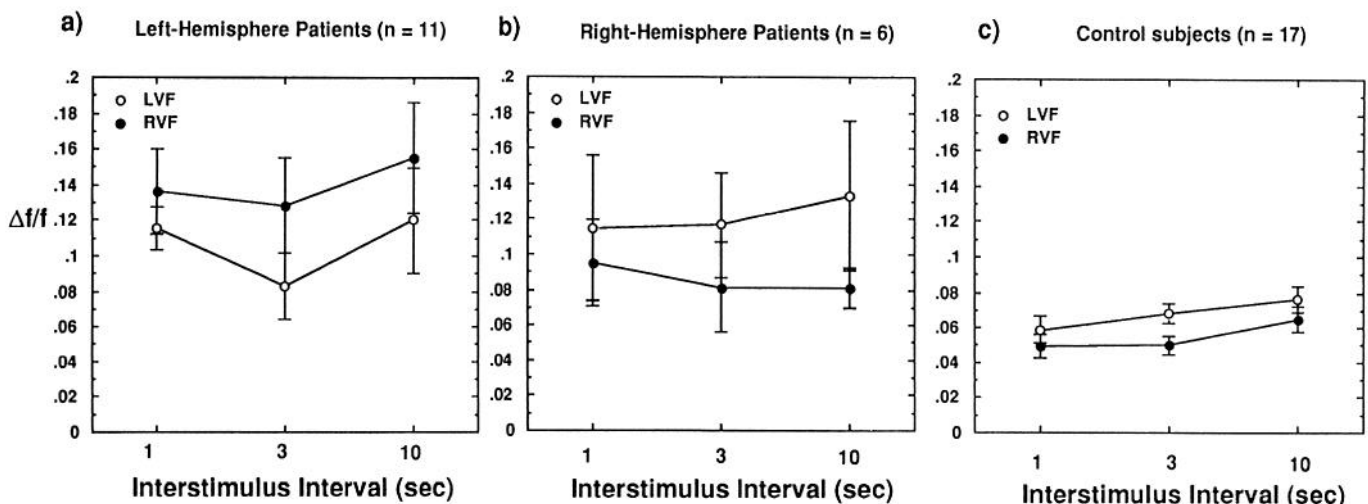 a) Left-Hemisphere Patients (n = 11)
b) Right-Hemisphere Patients (n = 6)
c) Control subjects (n = 17)
Δf/f
.2
.18
.16
.14
.12
.1
.08
.06
.04
.02
0
LVF
RVF
1 3 10
Interstimulus Interval (sec)
.2
.18
.16
.14
.12
.1
.08
.06
.04
.02
0
LVF
RVF
1 3 10
Interstimulus Interval (sec)
.2
.18
.16
.14
.12
.1
.08
.06
.04
.02
0
LVF
RVF
1 3 10
Interstimulus Interval (sec)